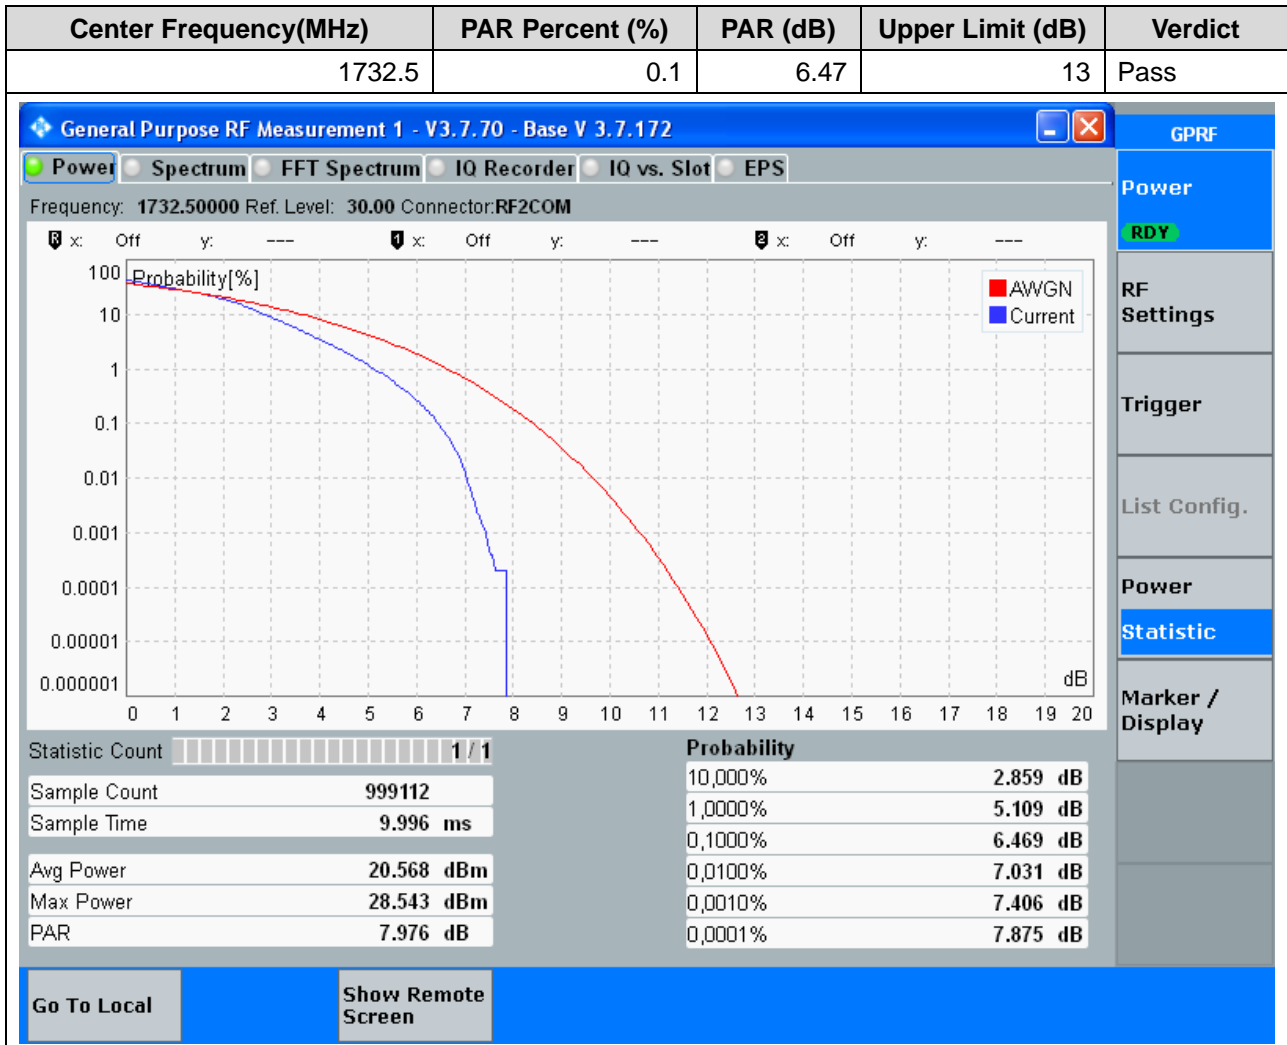 Center Frequency(MHz) PAR Percent (%) PAR (dB) Upper Limit (dB) Verdict
1732.5 0.1 6.47 13 Pass
General Purpose RF Measurement 1 - V3.7.70 - Base V 3.7.172
GPRF
Power Spectrum FFT Spectrum IQ Recorder IQ vs. Slot EPS
Power
RDY
Frequency: 1732.50000 Ref. Level: 30.00 Connector:RF2COM
R x: Off y: --- 1 x: Off y: --- 2 x: Off y: ---
Probability[%]
AWGN
Current
100
10
1
0.1
0.01
0.001
0.0001
0.00001
0.000001
dB
0 1 2 3 4 5 6 7 8 9 10 11 12 13 14 15 16 17 18 19 20
RF
Settings
Trigger
List Config.
Power
Statistic
Marker /
Display
Statistic Count 1 / 1
Sample Count 999112
Sample Time 9.996 ms
Avg Power 20.568 dBm
Max Power 28.543 dBm
PAR 7.976 dB
Probability
10,000% 2.859 dB
1,0000% 5.109 dB
0,1000% 6.469 dB
0,0100% 7.031 dB
0,0010% 7.406 dB
0,0001% 7.875 dB
Go To Local
Show Remote
Screen